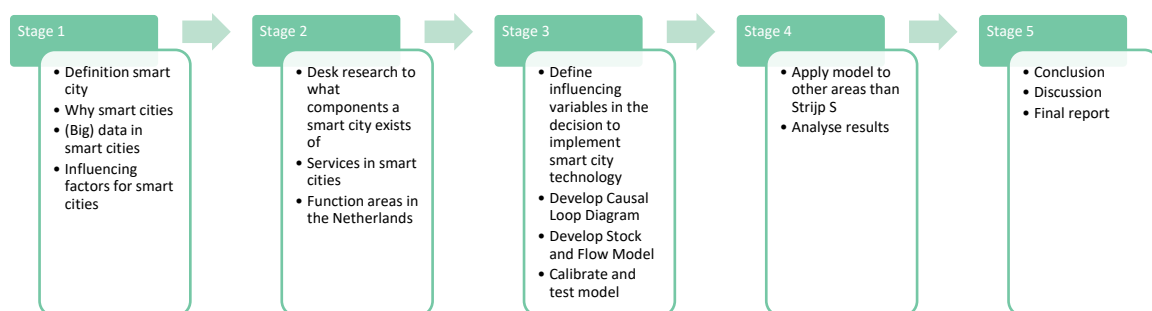 Stage 1
• Definition smart
city
• Why smart cities
• (Big) data in
smart cities
• Influencing
factors for smart
cities
Stage 2
• Desk research to
what
components a
smart city exists
of
• Services in smart
cities
• Function areas in
the Netherlands
Stage 3
• Define
influencing
variables in the
decision to
implement
smart city
technology
• Develop Causal
Loop Diagram
• Develop Stock
and Flow Model
• Calibrate and
test model
Stage 4
• Apply model to
other areas than
Strijp S
• Analyse results
Stage 5
• Conclusion
• Discussion
• Final report